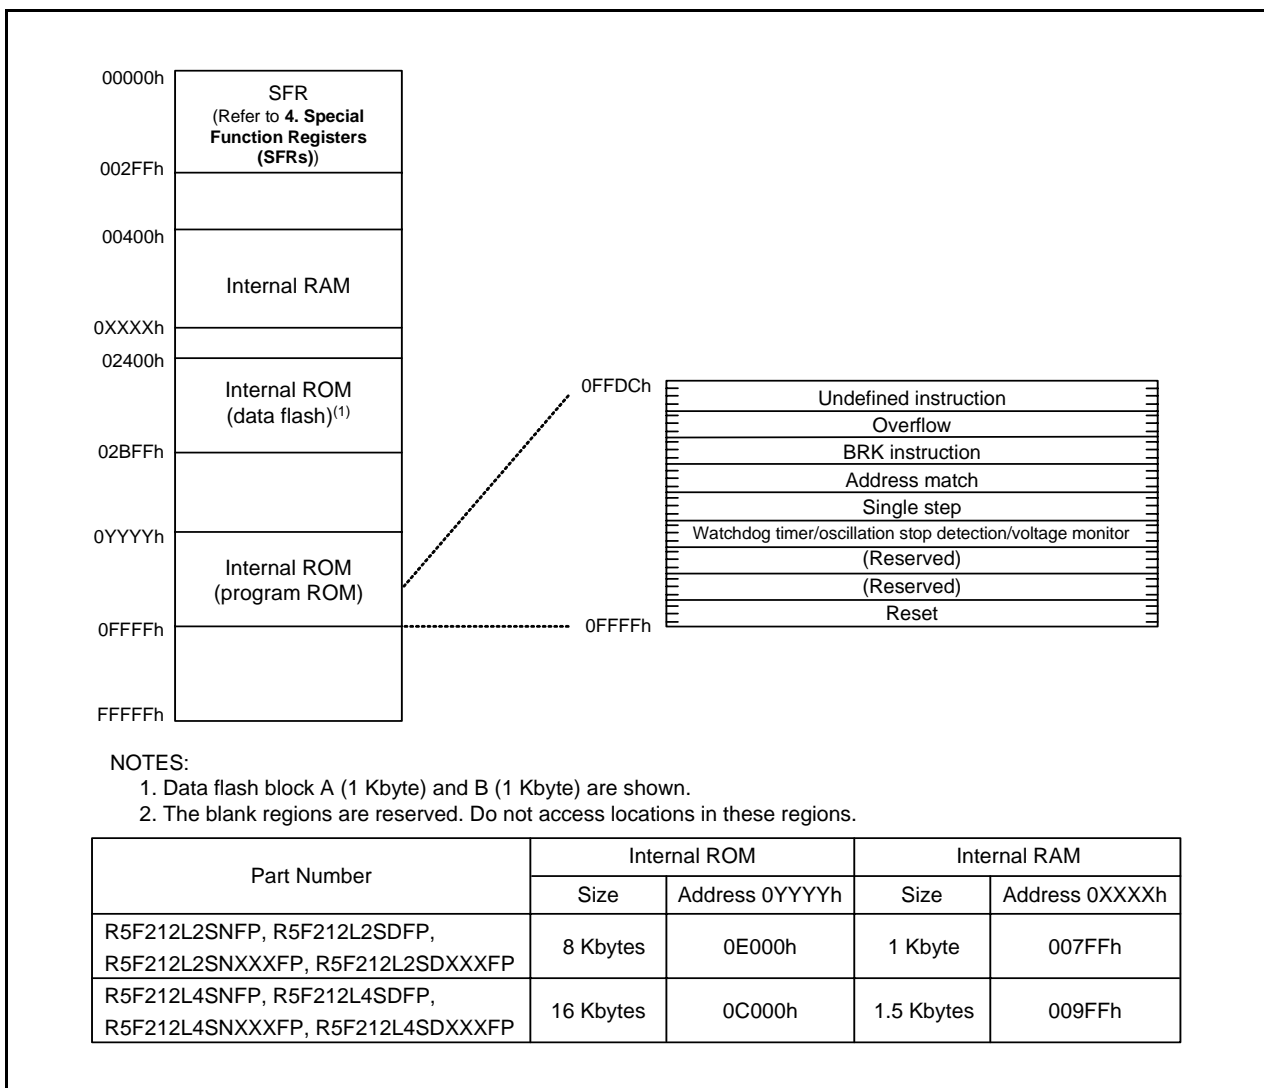 00000h
SFR
(Refer to 4. Special
Function Registers
(SFRs))
002FFh
00400h
Internal RAM
0XXXXh
02400h
Internal ROM
(data flash)(1)
02BFFh
0YYYYh
Internal ROM
(program ROM)
0FFFFh
FFFFFh
0FFDCh
Undefined instruction
Overflow
BRK instruction
Address match
Single step
Watchdog timer/oscillation stop detection/voltage monitor
(Reserved)
(Reserved)
Reset
0FFFFh
NOTES:
1. Data flash block A (1 Kbyte) and B (1 Kbyte) are shown.
2. The blank regions are reserved. Do not access locations in these regions.
Part Number
Internal ROM
Internal RAM
Size
Address 0YYYYh
Size
Address 0XXXXh
R5F212L2SNFP, R5F212L2SDFP,
R5F212L2SNXXXFP, R5F212L2SDXXXFP
8 Kbytes
0E000h
1 Kbyte
007FFh
R5F212L4SNFP, R5F212L4SDFP,
R5F212L4SNXXXFP, R5F212L4SDXXXFP
16 Kbytes
0C000h
1.5 Kbytes
009FFh